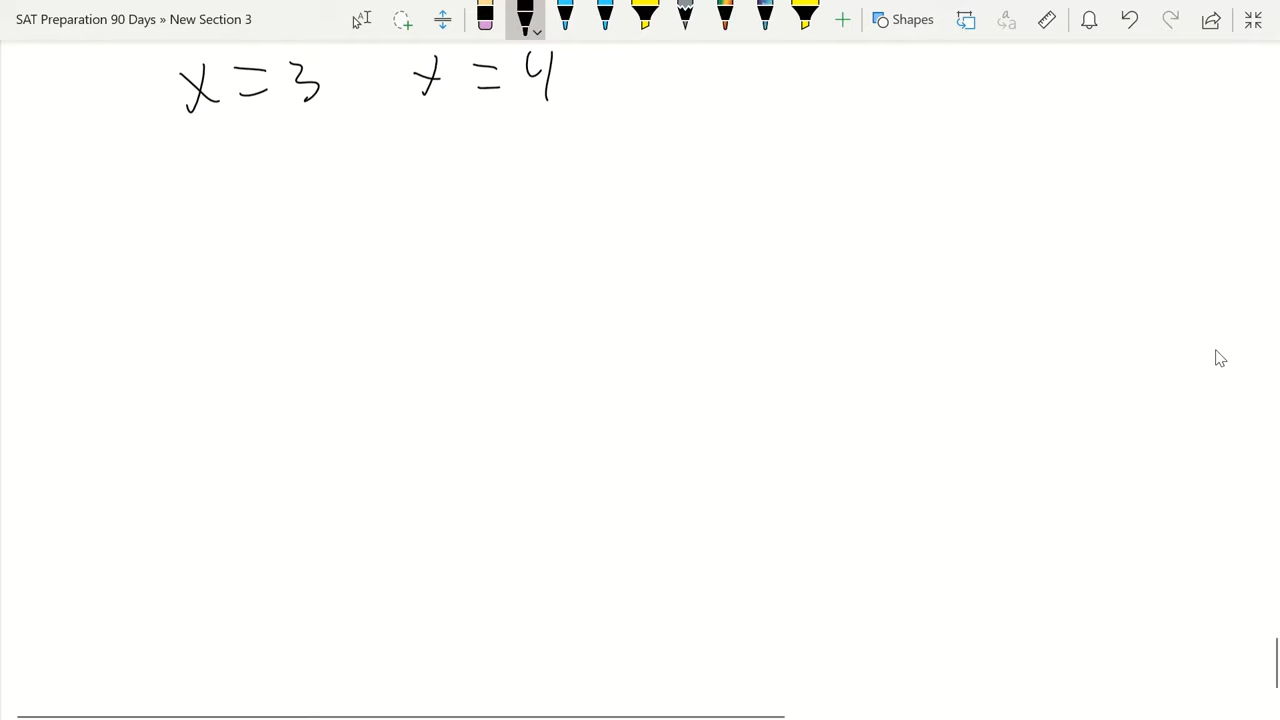 SAT Preparation 90 Days » New Section 3 Shapes
x = 3 x = 4